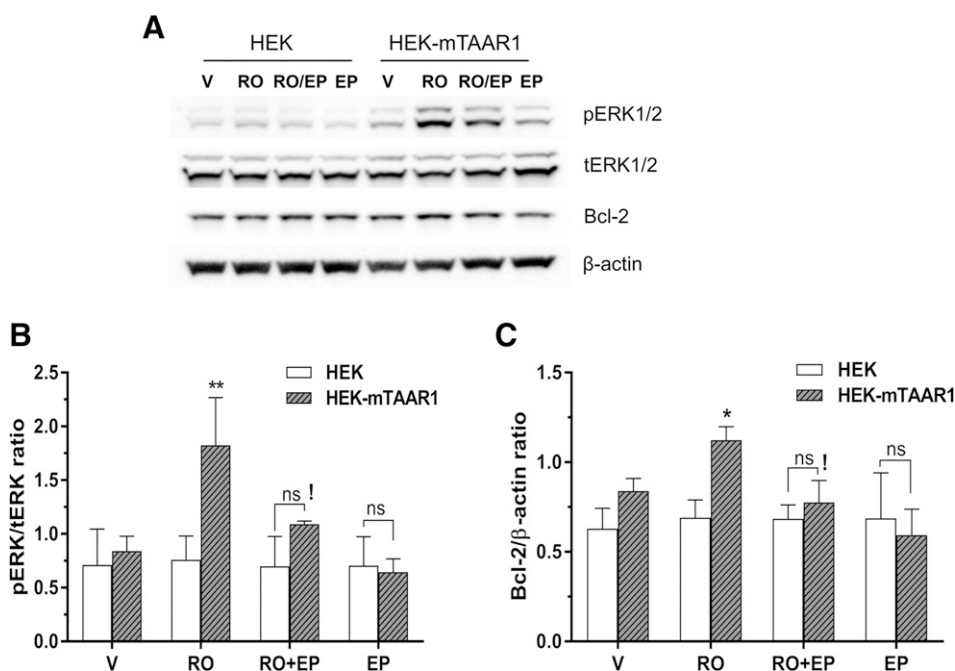 A
HEK HEK-mTAAR1
V RO RO/EP EP V RO RO/EP EP
pERK1/2
tERK1/2
Bcl-2
β-actin
B
pERK/tERK ratio
2.5
2.0
1.5
1.0
0.5
0.0
HEK
HEK-mTAAR1
**
ns !
ns
V RO RO+EP EP
C
Bcl-2/β-actin ratio
1.5
1.0
0.5
0.0
HEK
HEK-mTAAR1
*
ns !
ns
V RO RO+EP EP